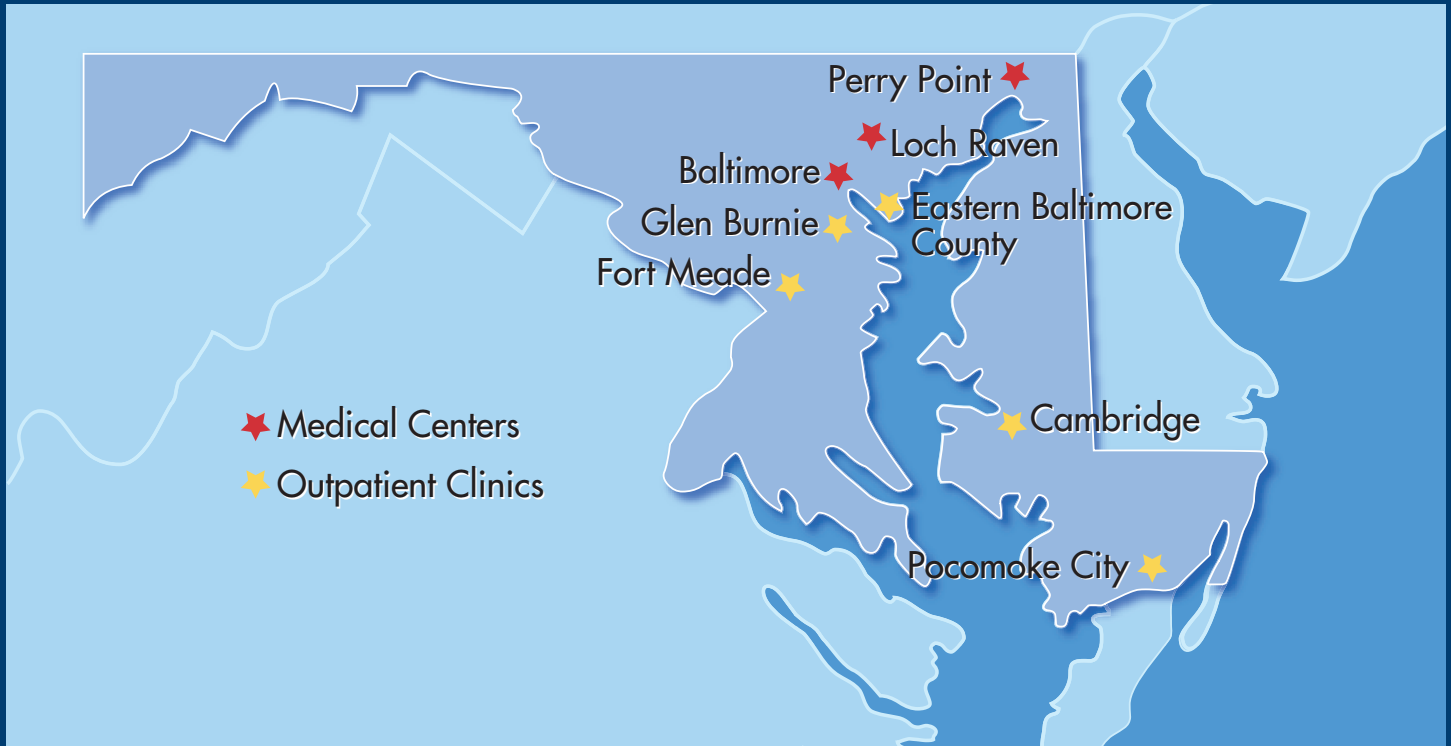 Perry Point
Loch Raven
Baltimore
Eastern Baltimore
County
Glen Burnie
Fort Meade
Cambridge
Medical Centers
Outpatient Clinics
Pocomoke City